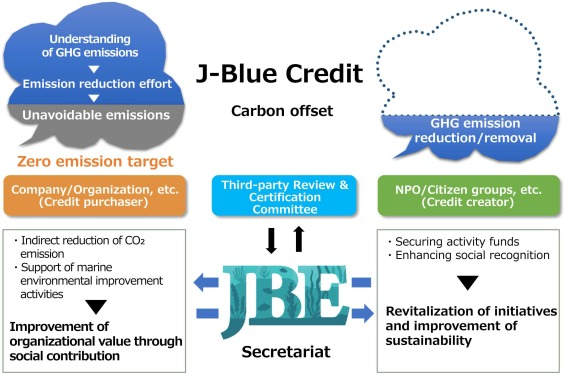 Understanding
of GHG emissions
Emission reduction effort
Unavoidable emissions
Zero emission target
J-Blue Credit
Carbon offset
GHG emission
reduction/removal
Company/Organization, etc.
(Credit purchaser)
Third-party Review &
Certification
Committee
NPO/Citizen groups, etc.
(Credit creator)
・Indirect reduction of CO₂
emission
・Support of marine
environmental improvement
activities
Improvement of
organizational value through
social contribution
JBE
Secretariat
・Securing activity funds
・Enhancing social recognition
Revitalization of initiatives
and improvement of
sustainability